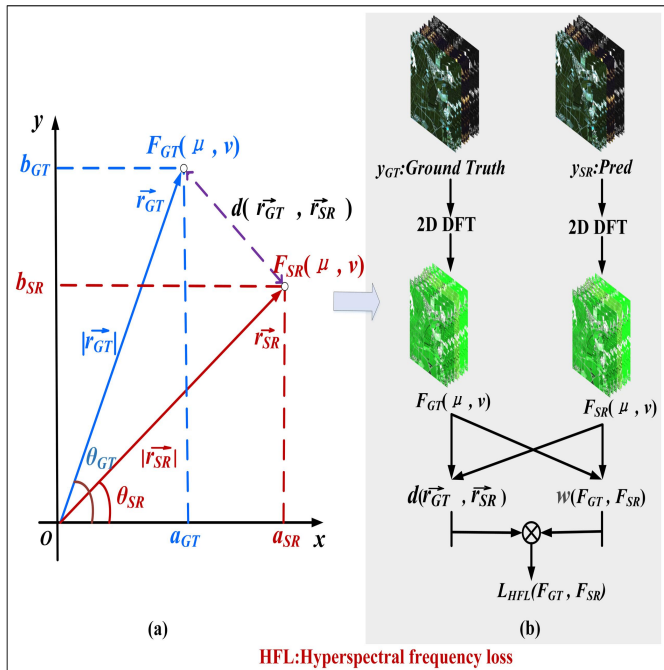 y
b_GT
F_GT(μ, v)
r_GT
d(r_GT , r_SR)
b_SR
F_SR(μ, v)
|r_GT|
r_SR
|r_SR|
θ_GT
θ_SR
O
a_GT
a_SR
x
(a)
y_GT:Ground Truth
y_SR:Pred
2D DFT
2D DFT
F_GT(μ, v)
F_SR(μ, v)
d(r_GT , r_SR)
w(F_GT , F_SR)
L_HFL(F_GT , F_SR)
(b)
HFL:Hyperspectral frequency loss